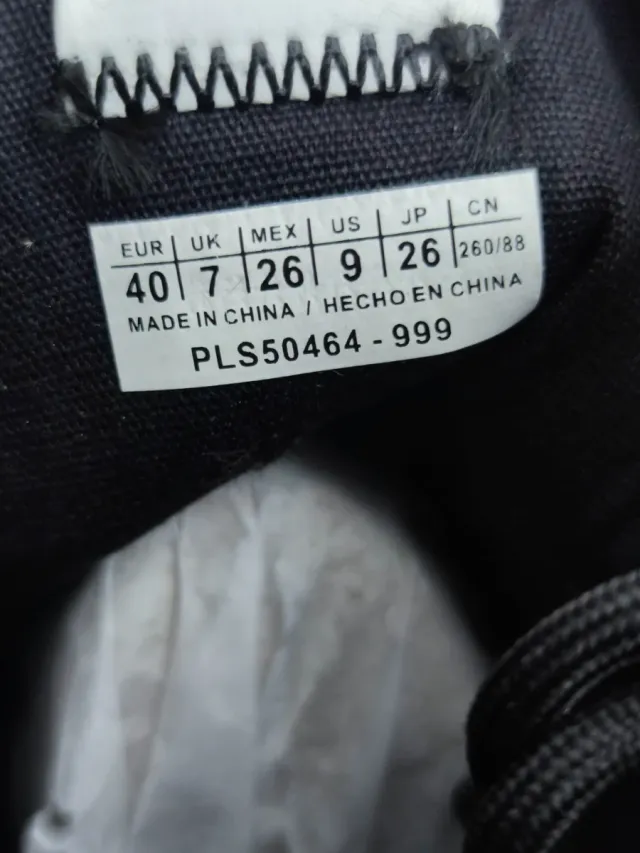 EUR | UK | MEX | US | JP | CN
40 | 7 | 26 | 9 | 26 | 260/88
MADE IN CHINA / HECHO EN CHINA
PLS50464 - 999